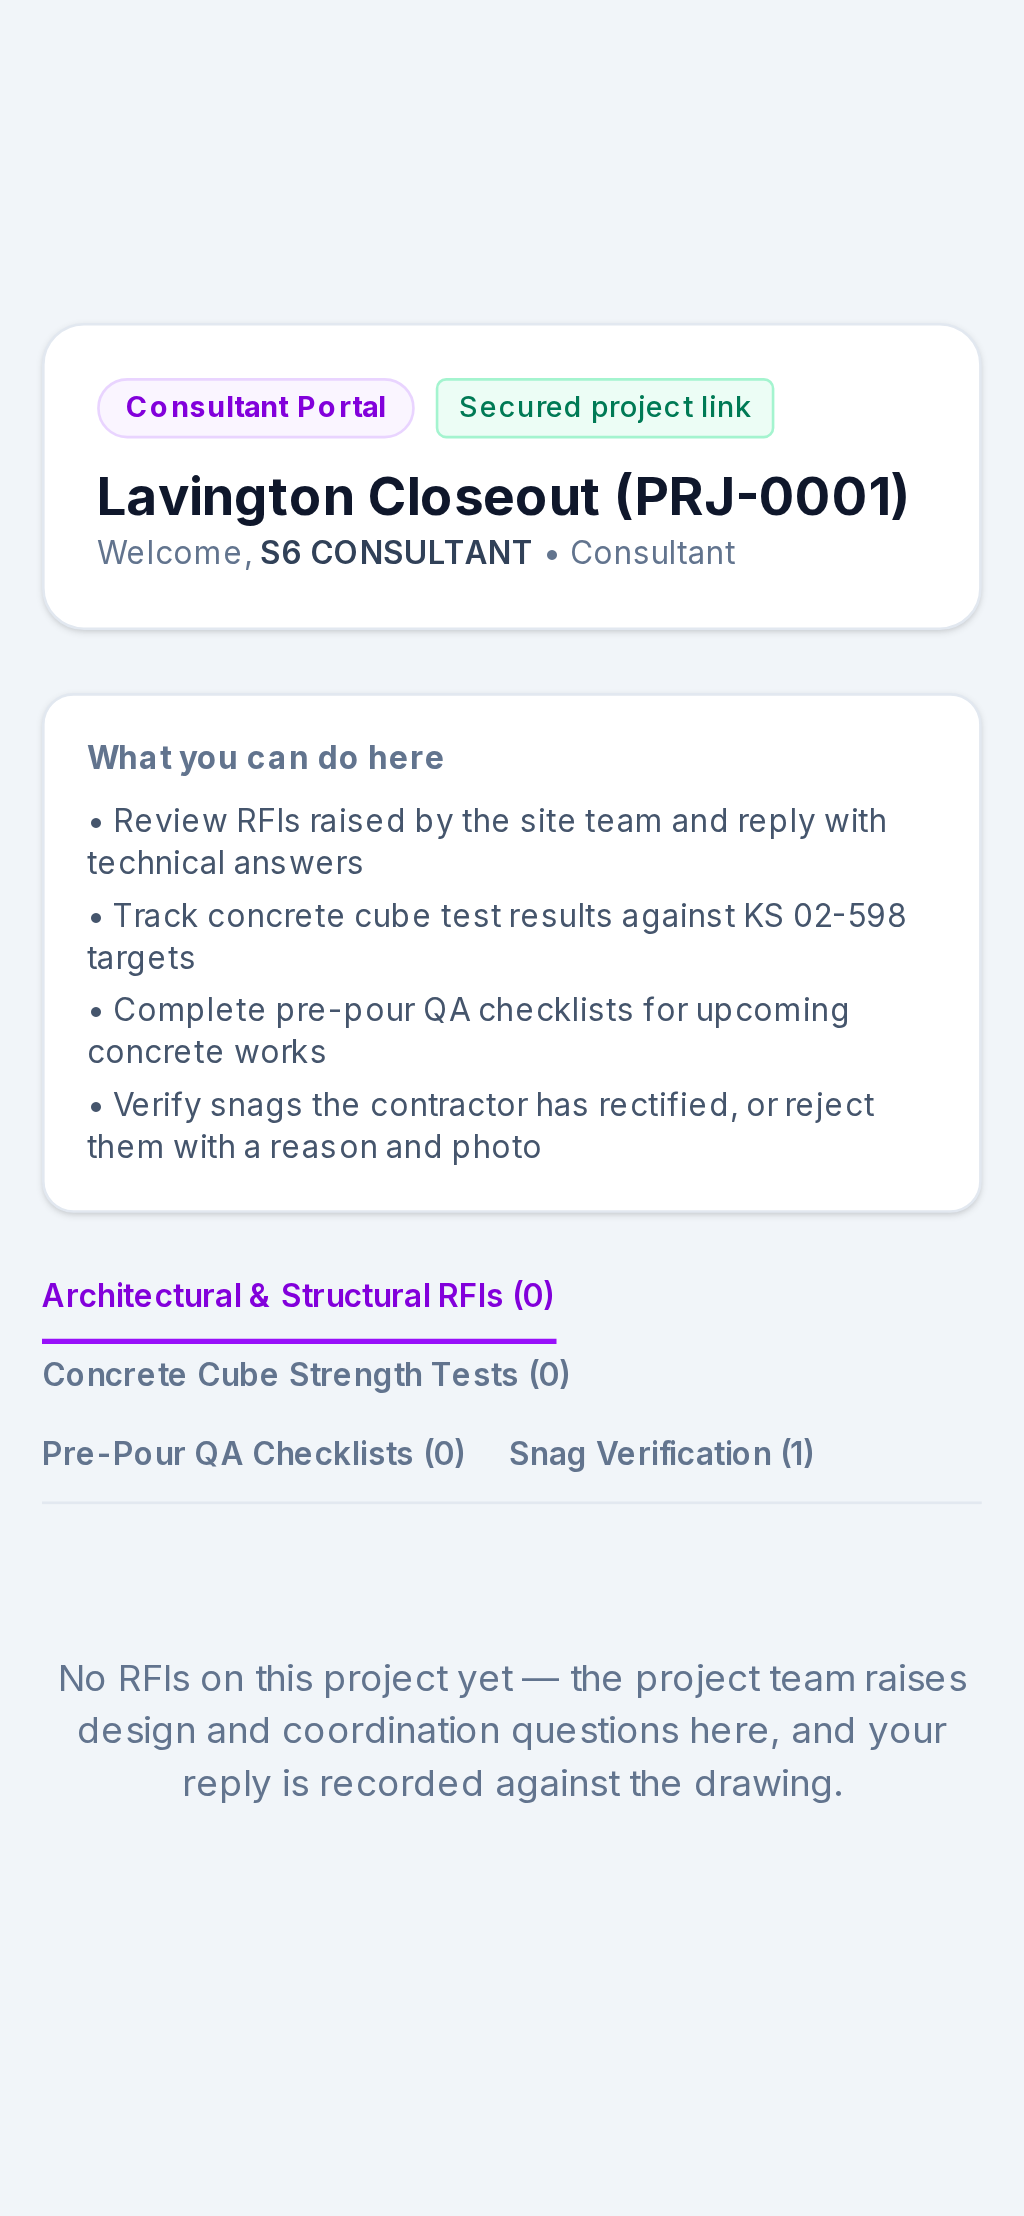 Consultant Portal
Secured project link
Lavington Closeout (PRJ-0001)
Welcome, S6 CONSULTANT • Consultant
What you can do here
• Review RFIs raised by the site team and reply with
technical answers
• Track concrete cube test results against KS 02-598
targets
• Complete pre-pour QA checklists for upcoming
concrete works
• Verify snags the contractor has rectified, or reject
them with a reason and photo
Architectural & Structural RFIs (0)
Concrete Cube Strength Tests (0)
Pre-Pour QA Checklists (0) Snag Verification (1)
No RFIs on this project yet — the project team raises
design and coordination questions here, and your
reply is recorded against the drawing.